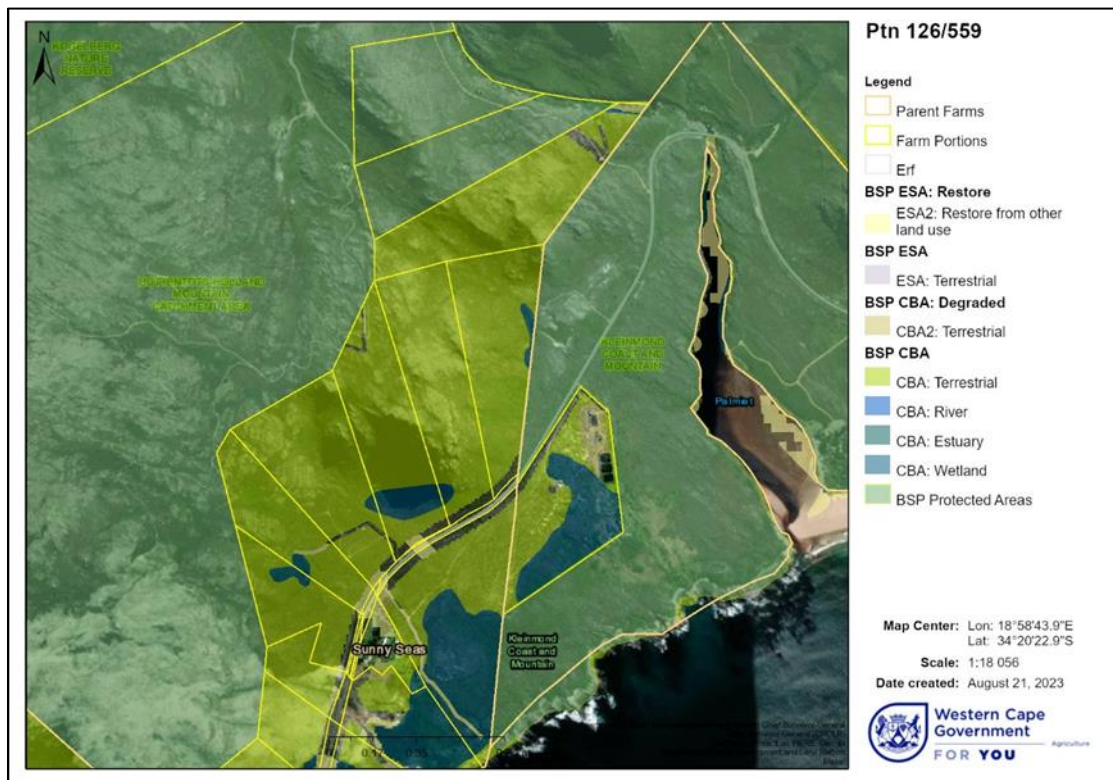 N
KOGELBERG
NATURE
RESERVE
MOUNTAIN
CATCHMENT AREA
KLEINMOND
COAST AND
MOUNTAIN
Palmiet
Sunny Seas
Kleinmond
Coast and
Mountain
Ptn 126/559
Legend
Parent Farms
Farm Portions
Erf
BSP ESA: Restore
ESA2: Restore from other
land use
BSP ESA
ESA: Terrestrial
BSP CBA: Degraded
CBA2: Terrestrial
BSP CBA
CBA: Terrestrial
CBA: River
CBA: Estuary
CBA: Wetland
BSP Protected Areas
Map Center: Lon: 18°58'43.9"E
Lat: 34°20'22.9"S
Scale: 1:18 056
Date created: August 21, 2023
Western Cape
Government
Agriculture
FOR YOU